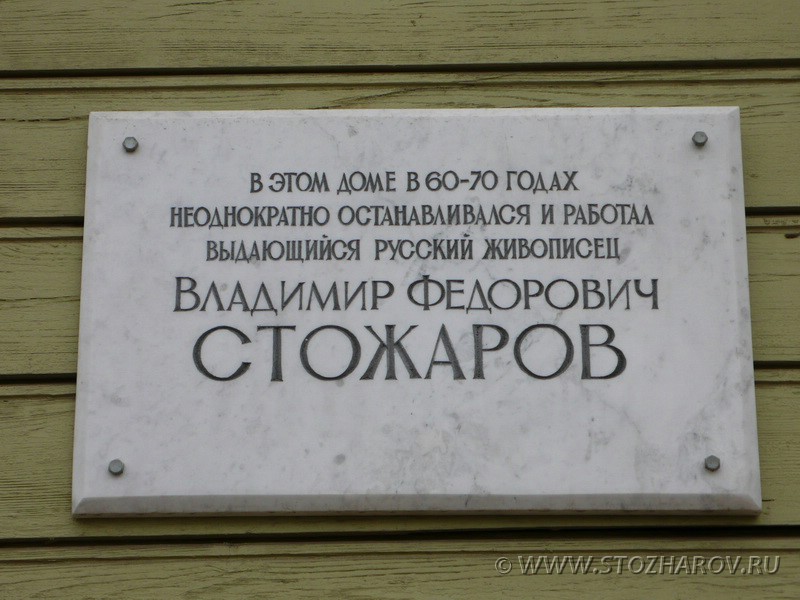 В ЭТОМ ДОМЕ В 60-70 ГОДАХ
НЕОДНОКРАТНО ОСТАНАВЛИВАЛСЯ И РАБОТАЛ
ВЫДАЮЩИЙСЯ РУССКИЙ ЖИВОПИСЕЦ
ВЛАДИМИР ФЕДОРОВИЧ
СТОЖАРОВ
© WWW.STOZHAROV.RU